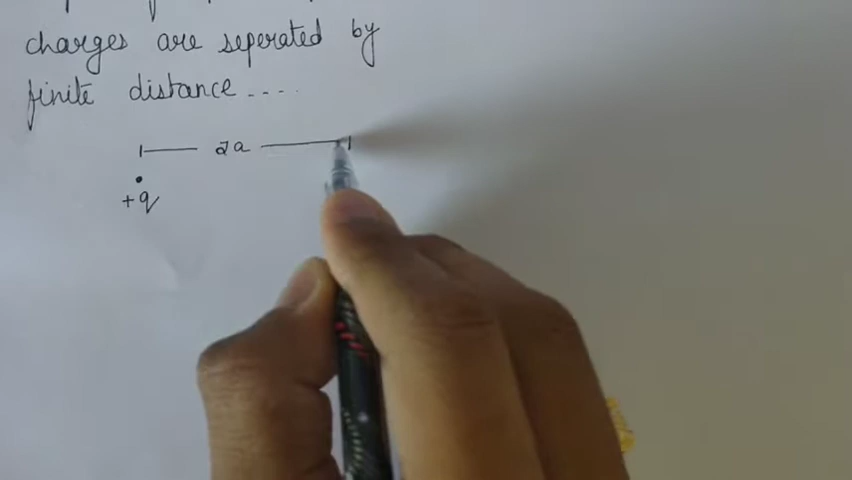 charges are seperated by
finite distance ....
2a
+q